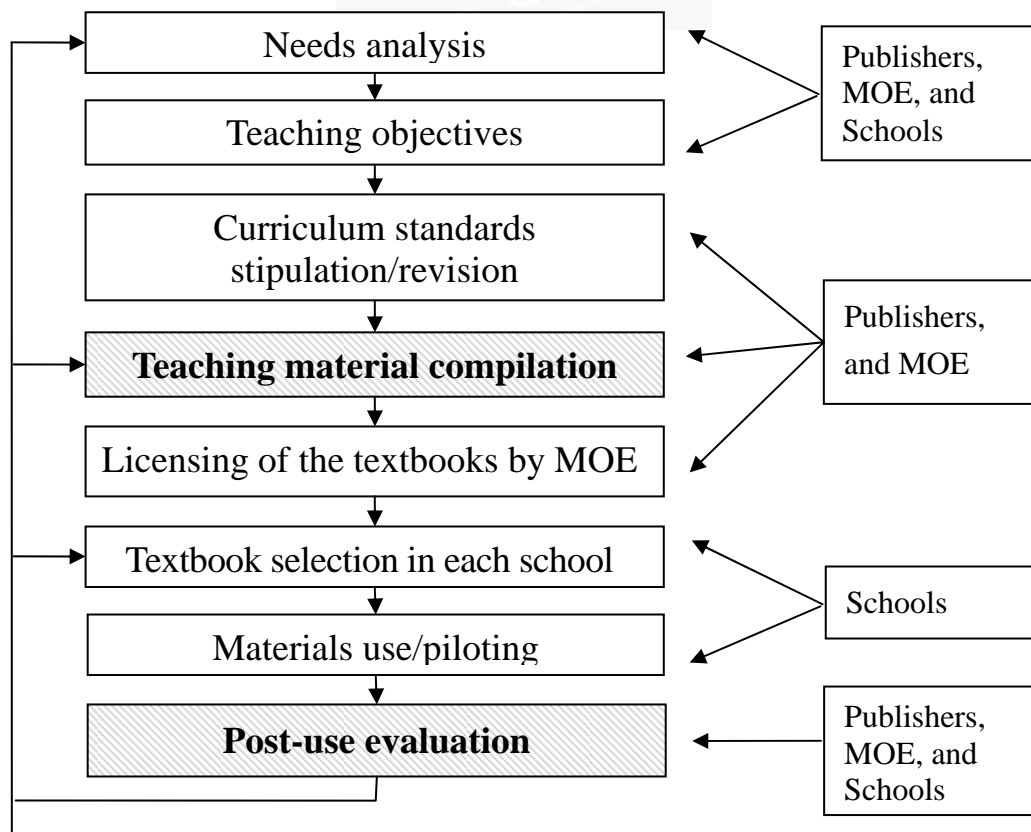 Needs analysis
Teaching objectives
Curriculum standards
stipulation/revision
Teaching material compilation
Licensing of the textbooks by MOE
Textbook selection in each school
Materials use/piloting
Post-use evaluation
Publishers,
MOE, and
Schools
Publishers,
and MOE
Schools
Publishers,
MOE, and
Schools